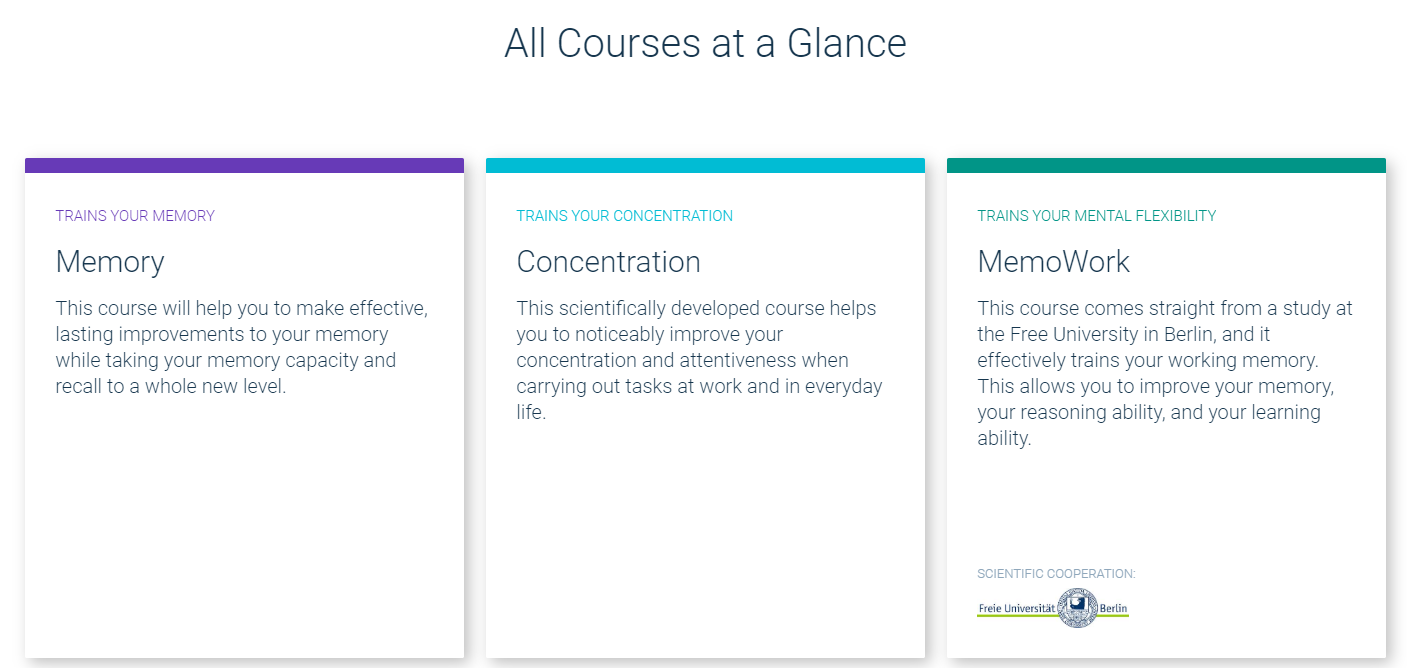 All Courses at a Glance
TRAINS YOUR MEMORY
Memory
This course will help you to make effective,
lasting improvements to your memory
while taking your memory capacity and
recall to a whole new level.
TRAINS YOUR CONCENTRATION
Concentration
This scientifically developed course helps
you to noticeably improve your
concentration and attentiveness when
carrying out tasks at work and in everyday
life.
TRAINS YOUR MENTAL FLEXIBILITY
MemoWork
This course comes straight from a study at
the Free University in Berlin, and it
effectively trains your working memory.
This allows you to improve your memory,
your reasoning ability, and your learning
ability.
SCIENTIFIC COOPERATION:
Freie Universität Berlin